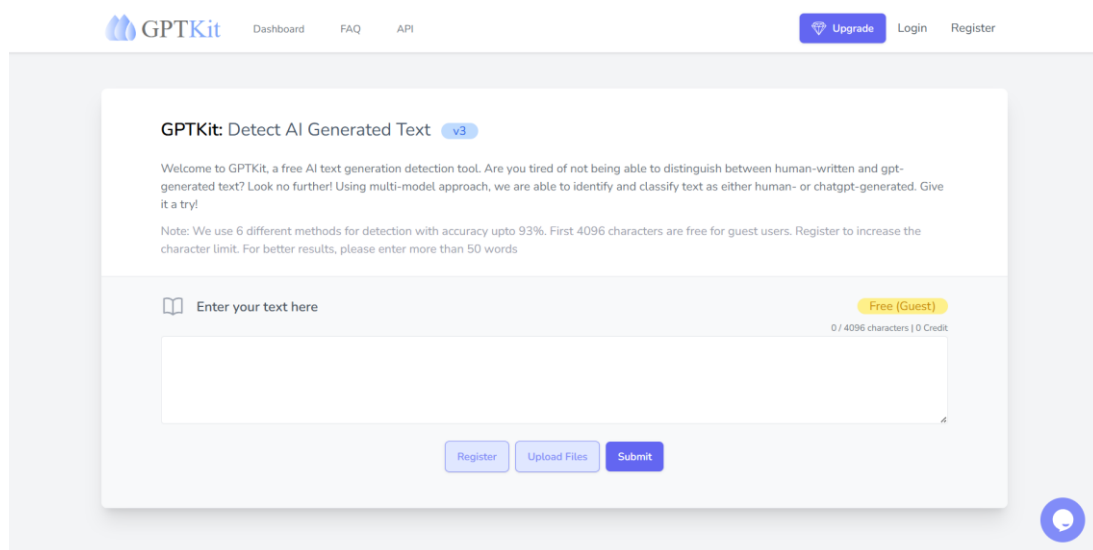 GPTKit Dashboard FAQ API Upgrade Login Register
GPTKit: Detect AI Generated Text v3
Welcome to GPTKit, a free AI text generation detection tool. Are you tired of not being able to distinguish between human-written and gpt-
generated text? Look no further! Using multi-model approach, we are able to identify and classify text as either human- or chatgpt-generated. Give
it a try!
Note: We use 6 different methods for detection with accuracy upto 93%. First 4096 characters are free for guest users. Register to increase the
character limit. For better results, please enter more than 50 words
Enter your text here Free (Guest)
0 / 4096 characters | 0 Credit
Register Upload Files Submit